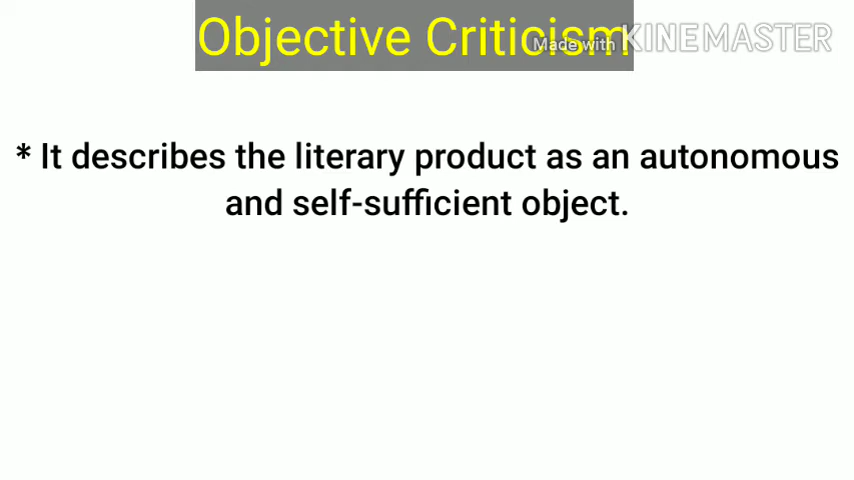 Objective Criticism
Made with KINEMASTER
* It describes the literary product as an autonomous
and self-sufficient object.